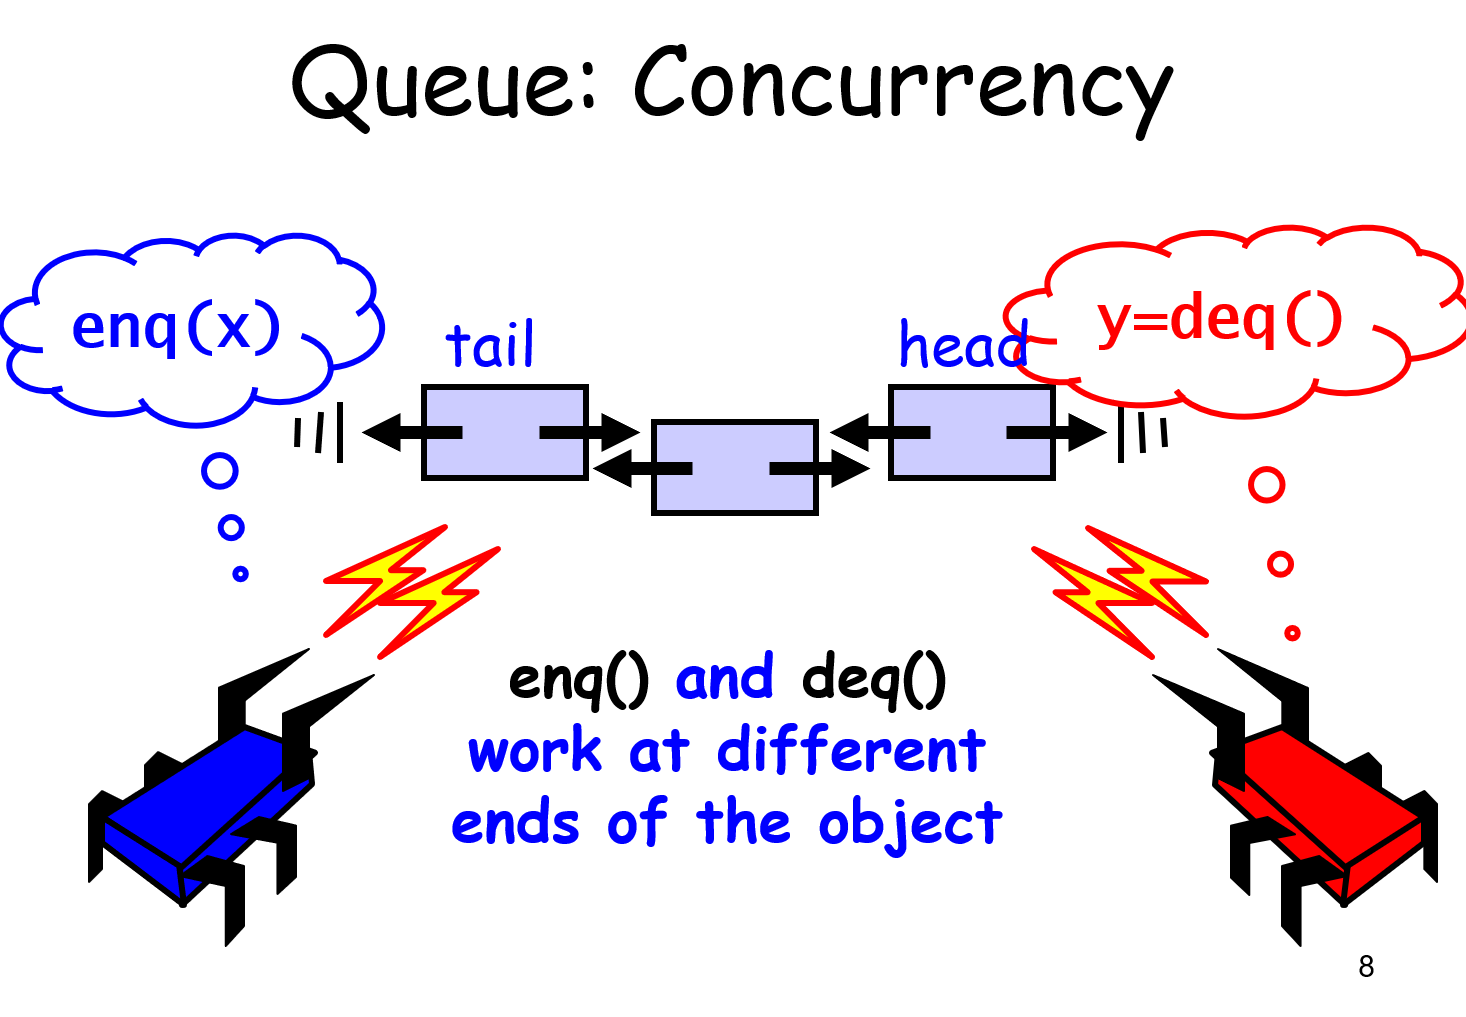 Queue: Concurrency
enq(x)
tail
head
y=deq()
enq() and deq()
work at different
ends of the object
8